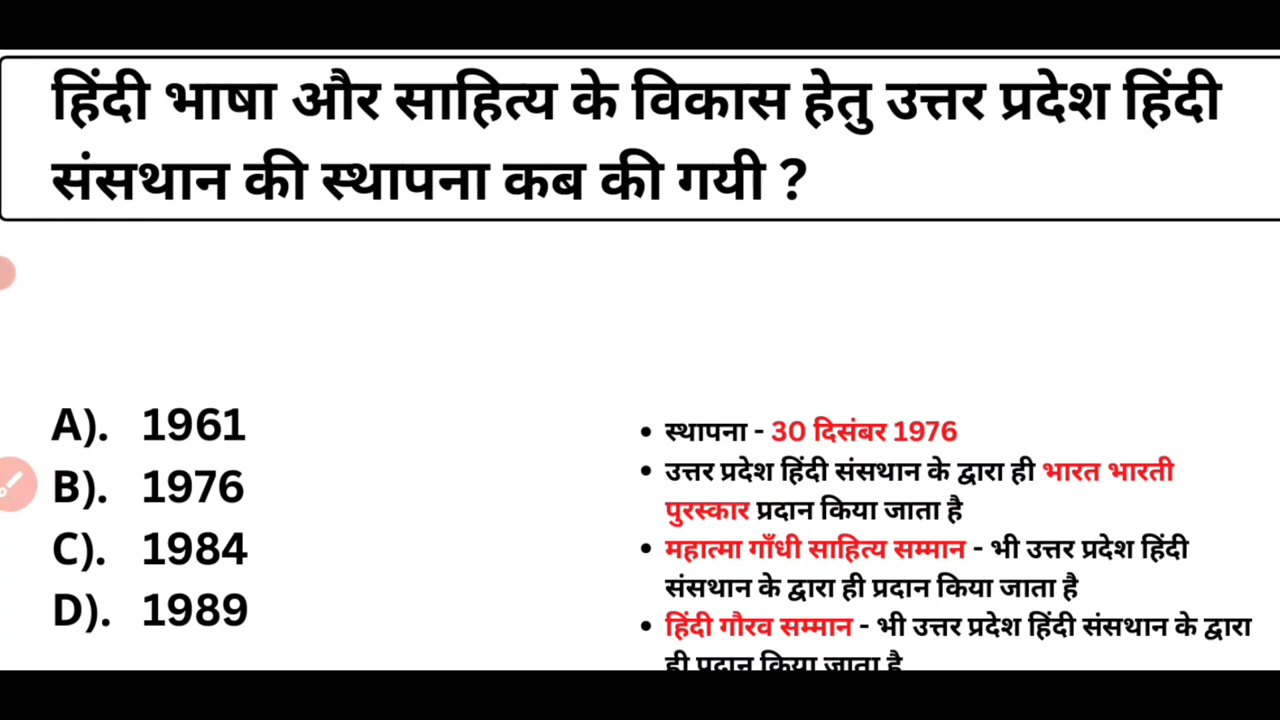 हिंदी भाषा और साहित्य के विकास हेतु उत्तर प्रदेश हिंदी
संसथान की स्थापना कब की गयी ?
A). 1961
B). 1976
C). 1984
D). 1989
• स्थापना - 30 दिसंबर 1976
• उत्तर प्रदेश हिंदी संसथान के द्वारा ही भारत भारती
पुरस्कार प्रदान किया जाता है
• महात्मा गाँधी साहित्य सम्मान - भी उत्तर प्रदेश हिंदी
संसथान के द्वारा ही प्रदान किया जाता है
• हिंदी गौरव सम्मान - भी उत्तर प्रदेश हिंदी संसथान के द्वारा
ही प्रदान किया जाता है